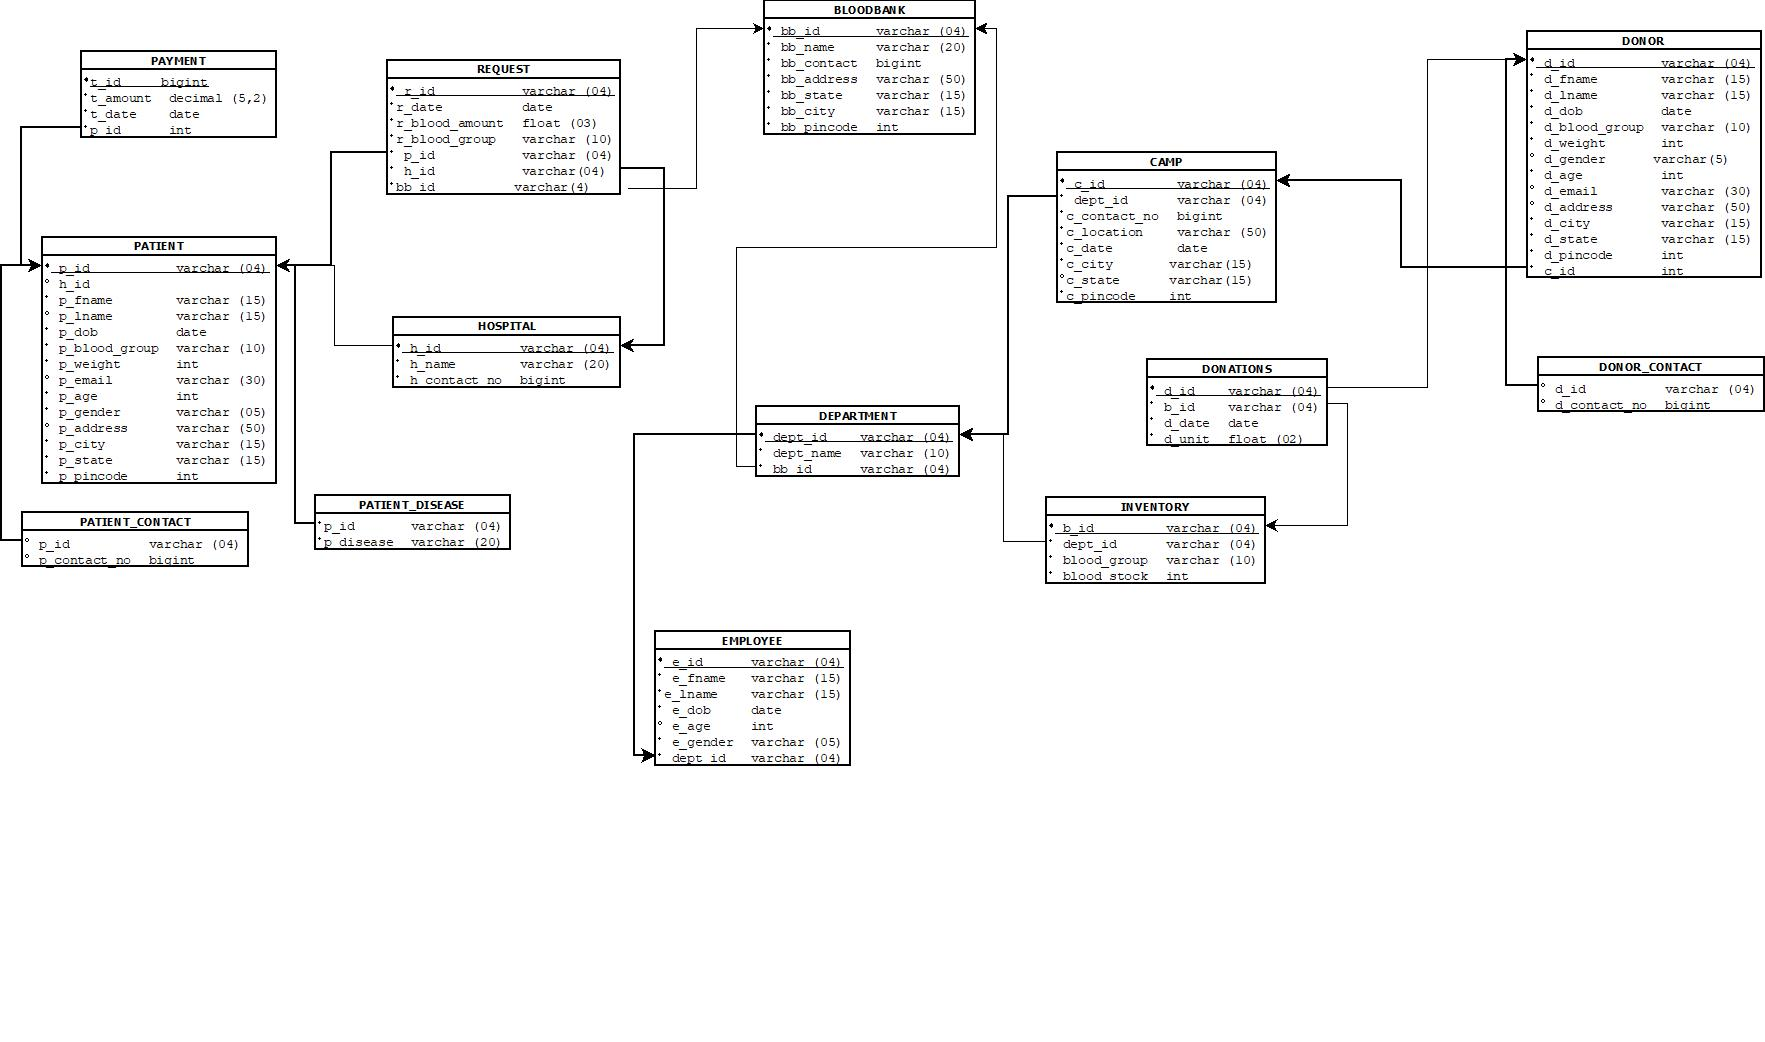 BLOODBANK
bb_id varchar (04)
bb_name varchar (20)
bb_contact bigint
bb_address varchar (50)
bb_state varchar (15)
bb_city varchar (15)
bb_pincode int
DONOR
d_id varchar (04)
d_fname varchar (15)
d_lname varchar (15)
d_dob date
d_blood_group varchar (10)
d_weight int
d_gender varchar(5)
d_age int
d_email varchar (30)
d_address varchar (50)
d_city varchar (15)
d_state varchar (15)
d_pincode int
c_id int
PAYMENT
t_id bigint
t_amount decimal (5,2)
t_date date
p_id int
REQUEST
r_id varchar (04)
r_date date
r_blood_amount float (03)
r_blood_group varchar (10)
p_id varchar (04)
h_id varchar(04)
bb_id varchar(4)
CAMP
c_id varchar (04)
dept_id varchar (04)
c_contact_no bigint
c_location varchar (50)
c_date date
c_city varchar(15)
c_state varchar(15)
c_pincode int
PATIENT
p_id varchar (04)
h_id
p_fname varchar (15)
p_lname varchar (15)
p_dob date
p_blood_group varchar (10)
p_weight int
p_email varchar (30)
p_age int
p_gender varchar (05)
p_address varchar (50)
p_city varchar (15)
p_state varchar (15)
p_pincode int
HOSPITAL
h_id varchar (04)
h_name varchar (20)
h_contact_no bigint
DONATIONS
d_id varchar (04)
b_id varchar (04)
d_date date
d_unit float (02)
DONOR_CONTACT
d_id varchar (04)
d_contact_no bigint
DEPARTMENT
dept_id varchar (04)
dept_name varchar (10)
bb_id varchar (04)
PATIENT_DISEASE
p_id varchar (04)
p_disease varchar (20)
INVENTORY
b_id varchar (04)
dept_id varchar (04)
blood_group varchar (10)
blood_stock int
PATIENT_CONTACT
p_id varchar (04)
p_contact_no bigint
EMPLOYEE
e_id varchar (04)
e_fname varchar (15)
e_lname varchar (15)
e_dob date
e_age int
e_gender varchar (05)
dept_id varchar (04)